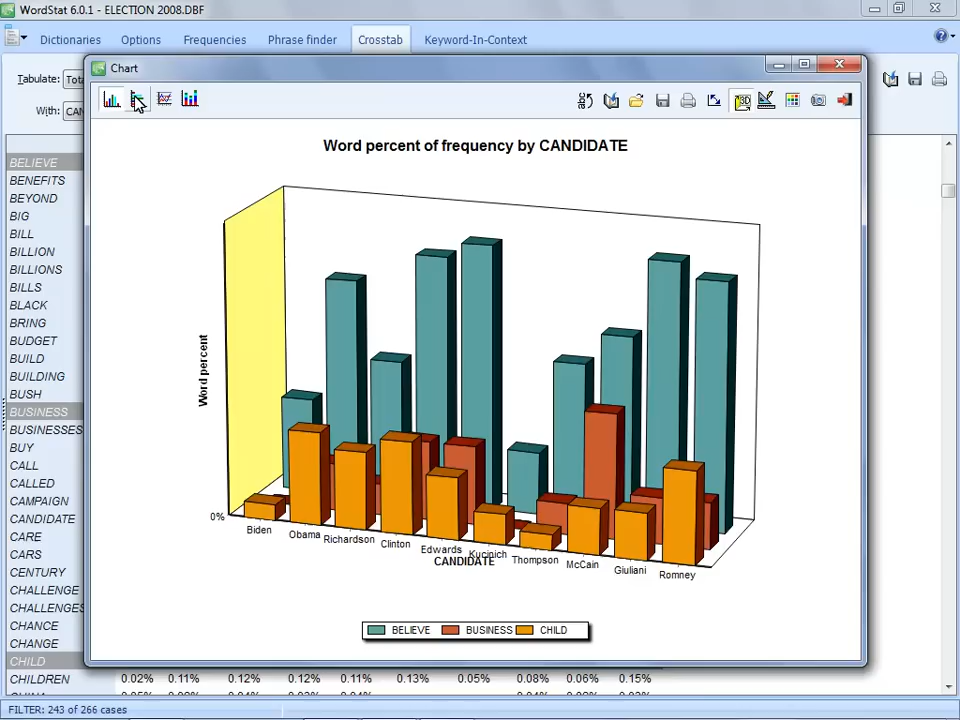 WordStat 6.0.1 - ELECTION 2008.DBF
Dictionaries Options Frequencies Phrase finder Crosstab Keyword-In-Context
Tabulate:
With:
Chart
abc
3D
Word percent of frequency by CANDIDATE
BELIEVE
BENEFITS
BEYOND
BIG
BILL
BILLION
BILLIONS
BILLS
BLACK
BRING
BUDGET
BUILD
BUILDING
BUSH
BUSINESS
BUSINESSES
BUY
CALL
CALLED
CAMPAIGN
CANDIDATE
CARE
CARS
CENTURY
CHALLENGE
CHALLENGES
CHANCE
CHANGE
CHILD
CHILDREN 0.02% 0.11% 0.12% 0.12% 0.11% 0.13% 0.05% 0.08% 0.06% 0.15%
Word percent
0%
Biden Obama Richardson Clinton Edwards Kucinich Thompson McCain Giuliani Romney
CANDIDATE
BELIEVE BUSINESS CHILD
FILTER: 243 of 266 cases